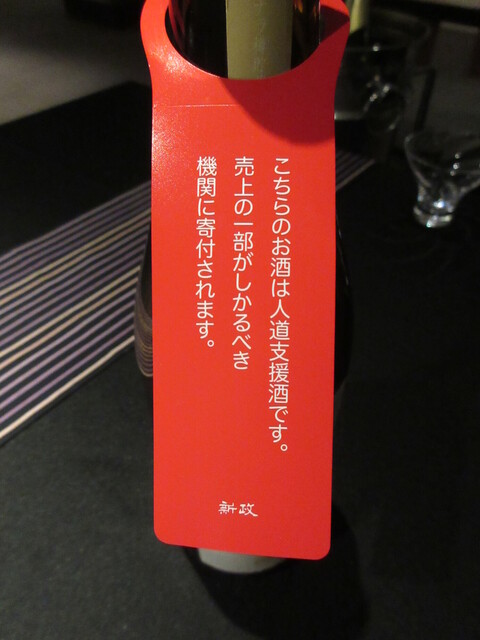 こちらのお酒は人道支援酒です。
売上の一部がしかるべき
機関に寄付されます。
新政